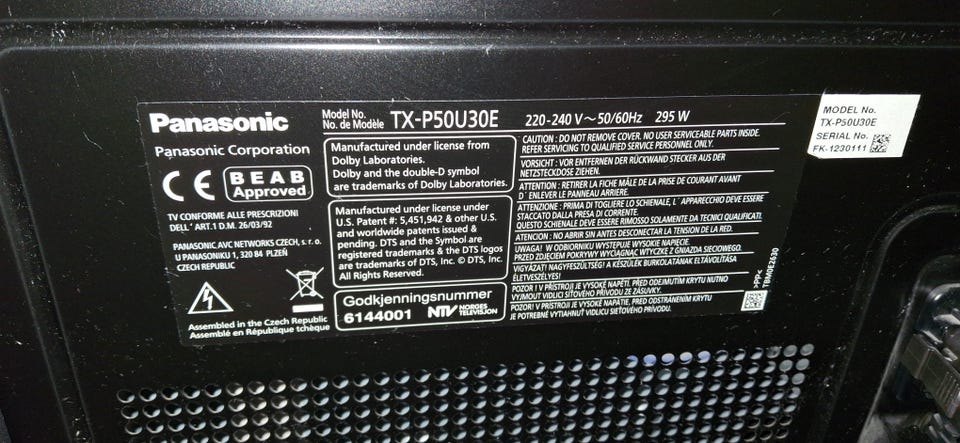 Panasonic
Panasonic Corporation
CE
BEAB
Approved
TV CONFORME ALLE PRESCRIZIONI
DELL' ART.1 D.M. 26/03/92
PANASONIC AVC NETWORKS CZECH, s. r. o.
U PANASONIKU 1, 320 84 PLZEŇ
CZECH REPUBLIC
Assembled in the Czech Republic
Assemblé en République tchèque
Model No.
No. de Modèle
TX-P50U30E
220-240 V~50/60Hz 295 W
Manufactured under license from
Dolby Laboratories.
Dolby and the double-D symbol
are trademarks of Dolby Laboratories.
Manufactured under license under
U.S. Patent #: 5,451,942 & other U.S.
and worldwide patents issued &
pending. DTS and the Symbol are
registered trademarks & the DTS logos
are trademarks of DTS, Inc. © DTS, Inc.
All Rights Reserved.
Godkjenningsnummer
6144001
NTV NORGES
TELEVISJON
CAUTION : DO NOT REMOVE COVER. NO USER SERVICEABLE PARTS INSIDE.
REFER SERVICING TO QUALIFIED SERVICE PERSONNEL ONLY.
VORSICHT : VOR ENTFERNEN DER RÜCKWAND STECKER AUS DER
NETZSTECKDOSE ZIEHEN.
ATTENTION : RETIRER LA FICHE MÂLE DE LA PRISE DE COURANT AVANT
D' ENLEVER LE PANNEAU ARRIERE.
ATTENZIONE : PRIMA DI TOGLIERE LO SCHIENALE, L' APPARECCHIO DEVE ESSERE
STACCATO DALLA PRESA DI CORRENTE.
QUESTO SCHIENALE DEVE ESSERE RIMOSSO SOLAMENTE DA TECNICI QUALIFICATI.
ATENCION : NO ABRIR SIN ANTES DESCONECTAR LA TENSION DE LA RED.
UWAGA! W ODBIORNIKU WYSTĘPUJE WYSOKIE NAPIĘCIE.
PRZED ZDJĘCIEM POKRYWY WYCIĄGNĄĆ WTYCZKĘ Z GNIAZDA SIECIOWEGO.
VIGYÁZAT! NAGYFESZÜLTSÉG! A KÉSZÜLÉK BURKOLATÁNAK ELTÁVOLÍTÁSA
ÉLETVESZÉLYES!
POZOR ! V PŘÍSTROJI JE VYSOKÉ NAPĚTÍ. PŘED ODEJMUTÍM KRYTU NUTNO
VYJMOUT VIDLICI SÍŤOVÉHO PŘÍVODU ZE ZÁSUVKY.
POZOR! V PRÍSTROJI JE VYSOKÉ NAPÄTIE, PRED ODSTRÁNENÍM KRYTU
JE POTREBNÉ VYTIAHNUŤ VIDLICU SIEŤOVÉHO PRÍVODU.
>PP<
TBM0E2630
MODEL No.
TX-P50U30E
SERIAL No.
FK-1230111